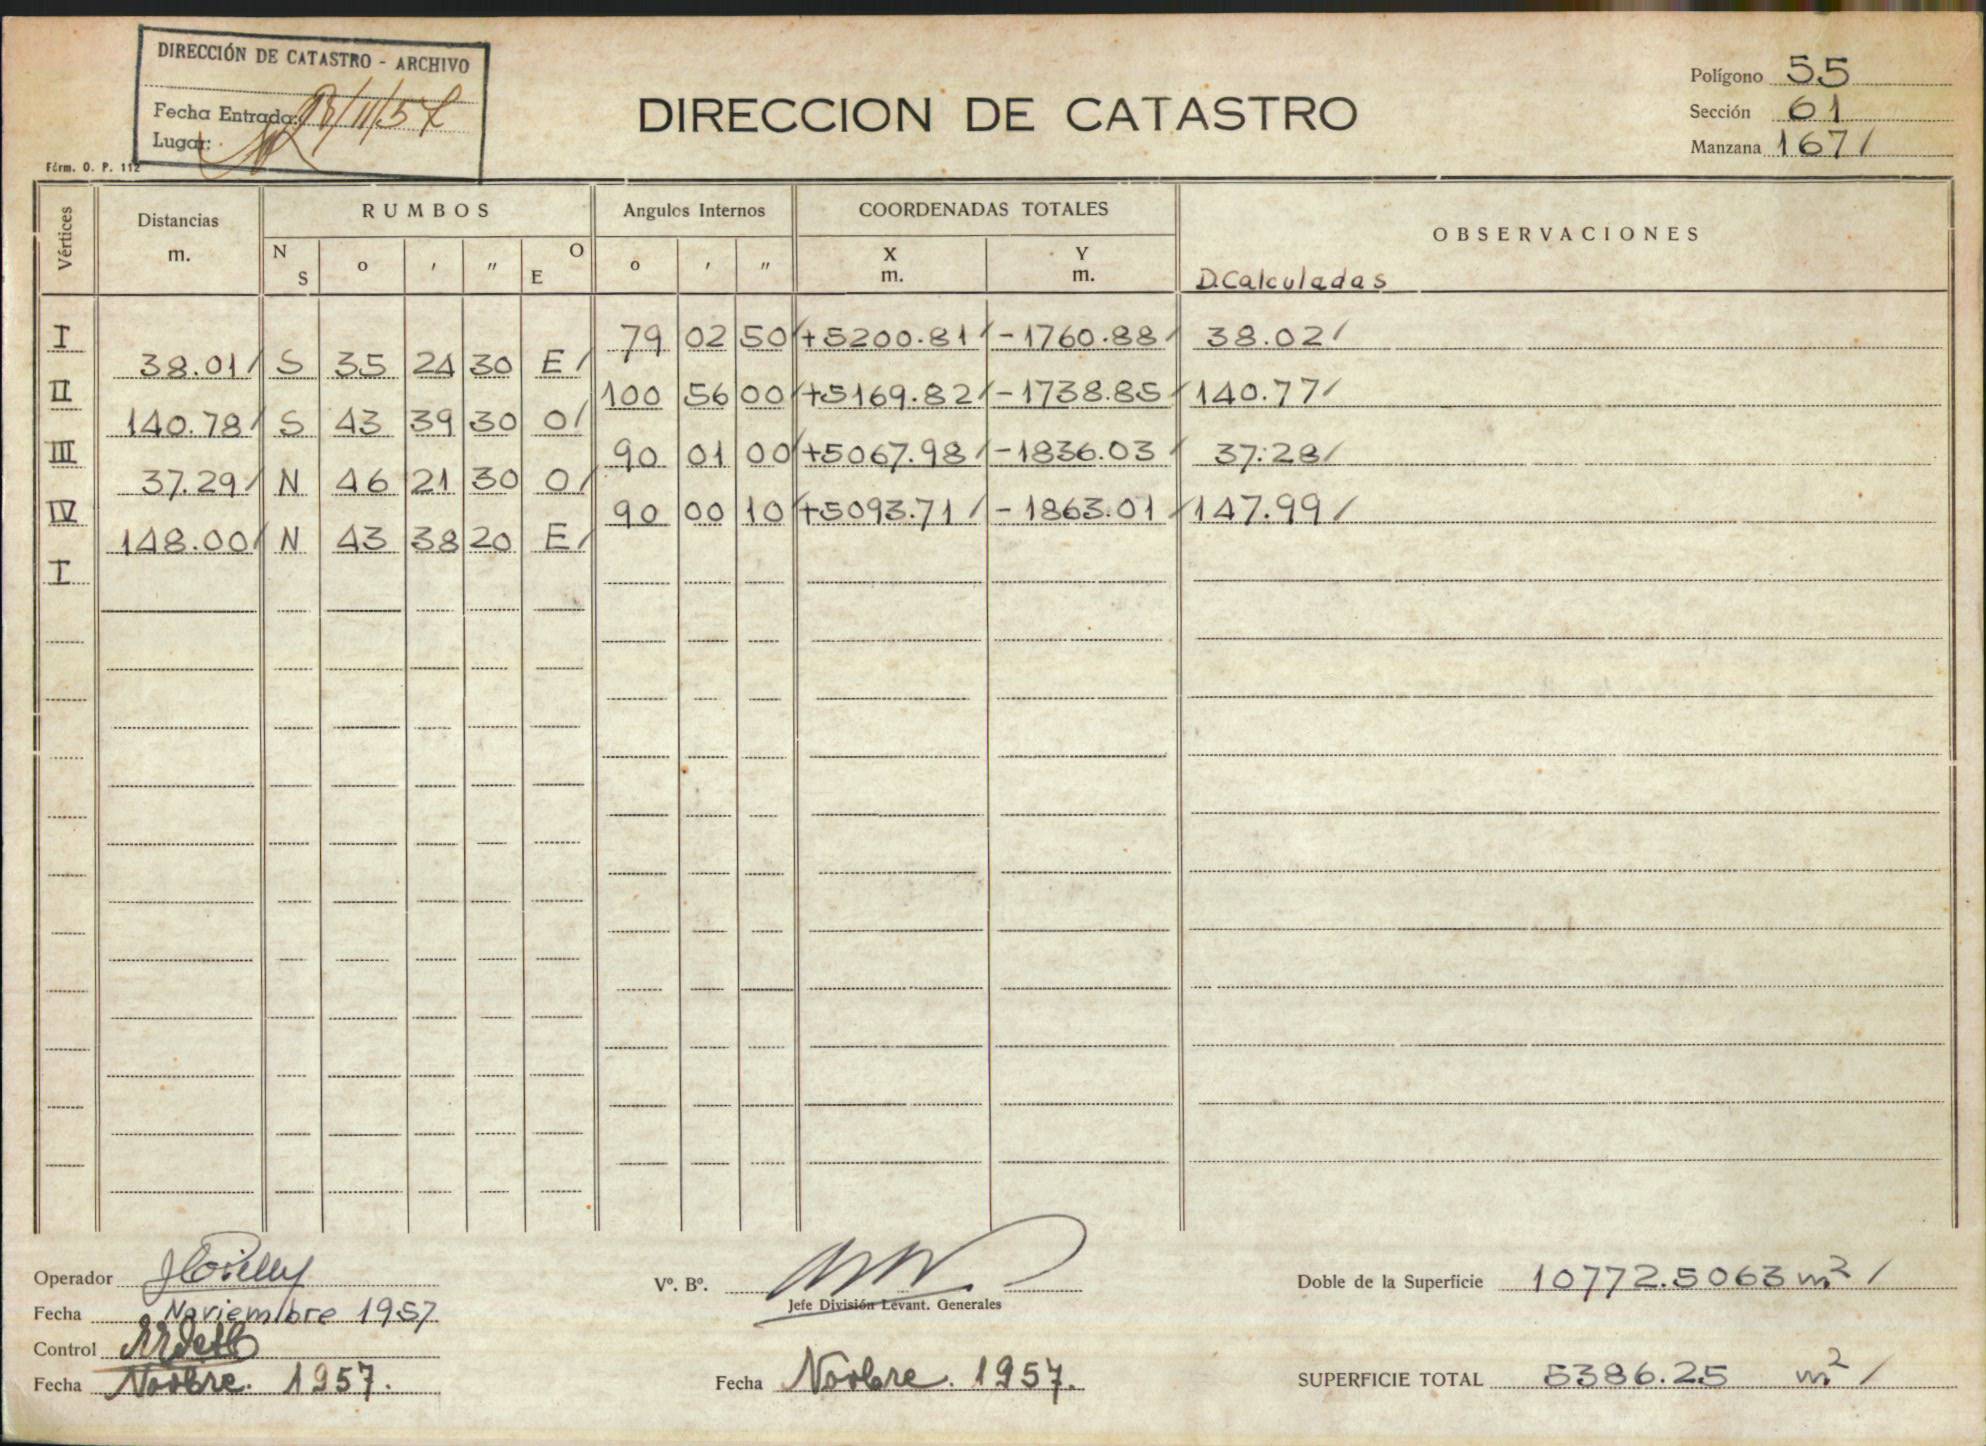 DIRECCIÓN DE CATASTRO - ARCHIVO
Fecha Entrada:
Lugar:
Fórm. O. P. 112
DIRECCION DE CATASTRO
Polígono 55
Sección 61
Manzana 167/
Vértices
Distancias m.
RUMBOS
N S ° ' " O E
Angulos Internos
° ' "
COORDENADAS TOTALES
X m. Y m.
OBSERVACIONES
D.Calculadas
I 79 02 50/ +5200.81/ -1760.88/ 38.02/
38.01/ S 35 24 30 E/
II 100 56 00/ +5169.82/ -1738.85/ 140.77/
140.78/ S 43 39 30 O/
III 90 01 00/ +5067.98/ -1836.03/ 37.28/
37.29/ N 46 21 30 O/
IV 90 00 10/ +5093.71/ -1863.01/ 147.99/
148.00/ N 43 38 20 E/
I
Operador
Fecha Noviembre 1957
Control
Fecha Novbre. 1957.
Vº. Bº.
Jefe División Levant. Generales
Fecha Novbre. 1957.
Doble de la Superficie 10772.5063 m² /
SUPERFICIE TOTAL 5386.25 m² /